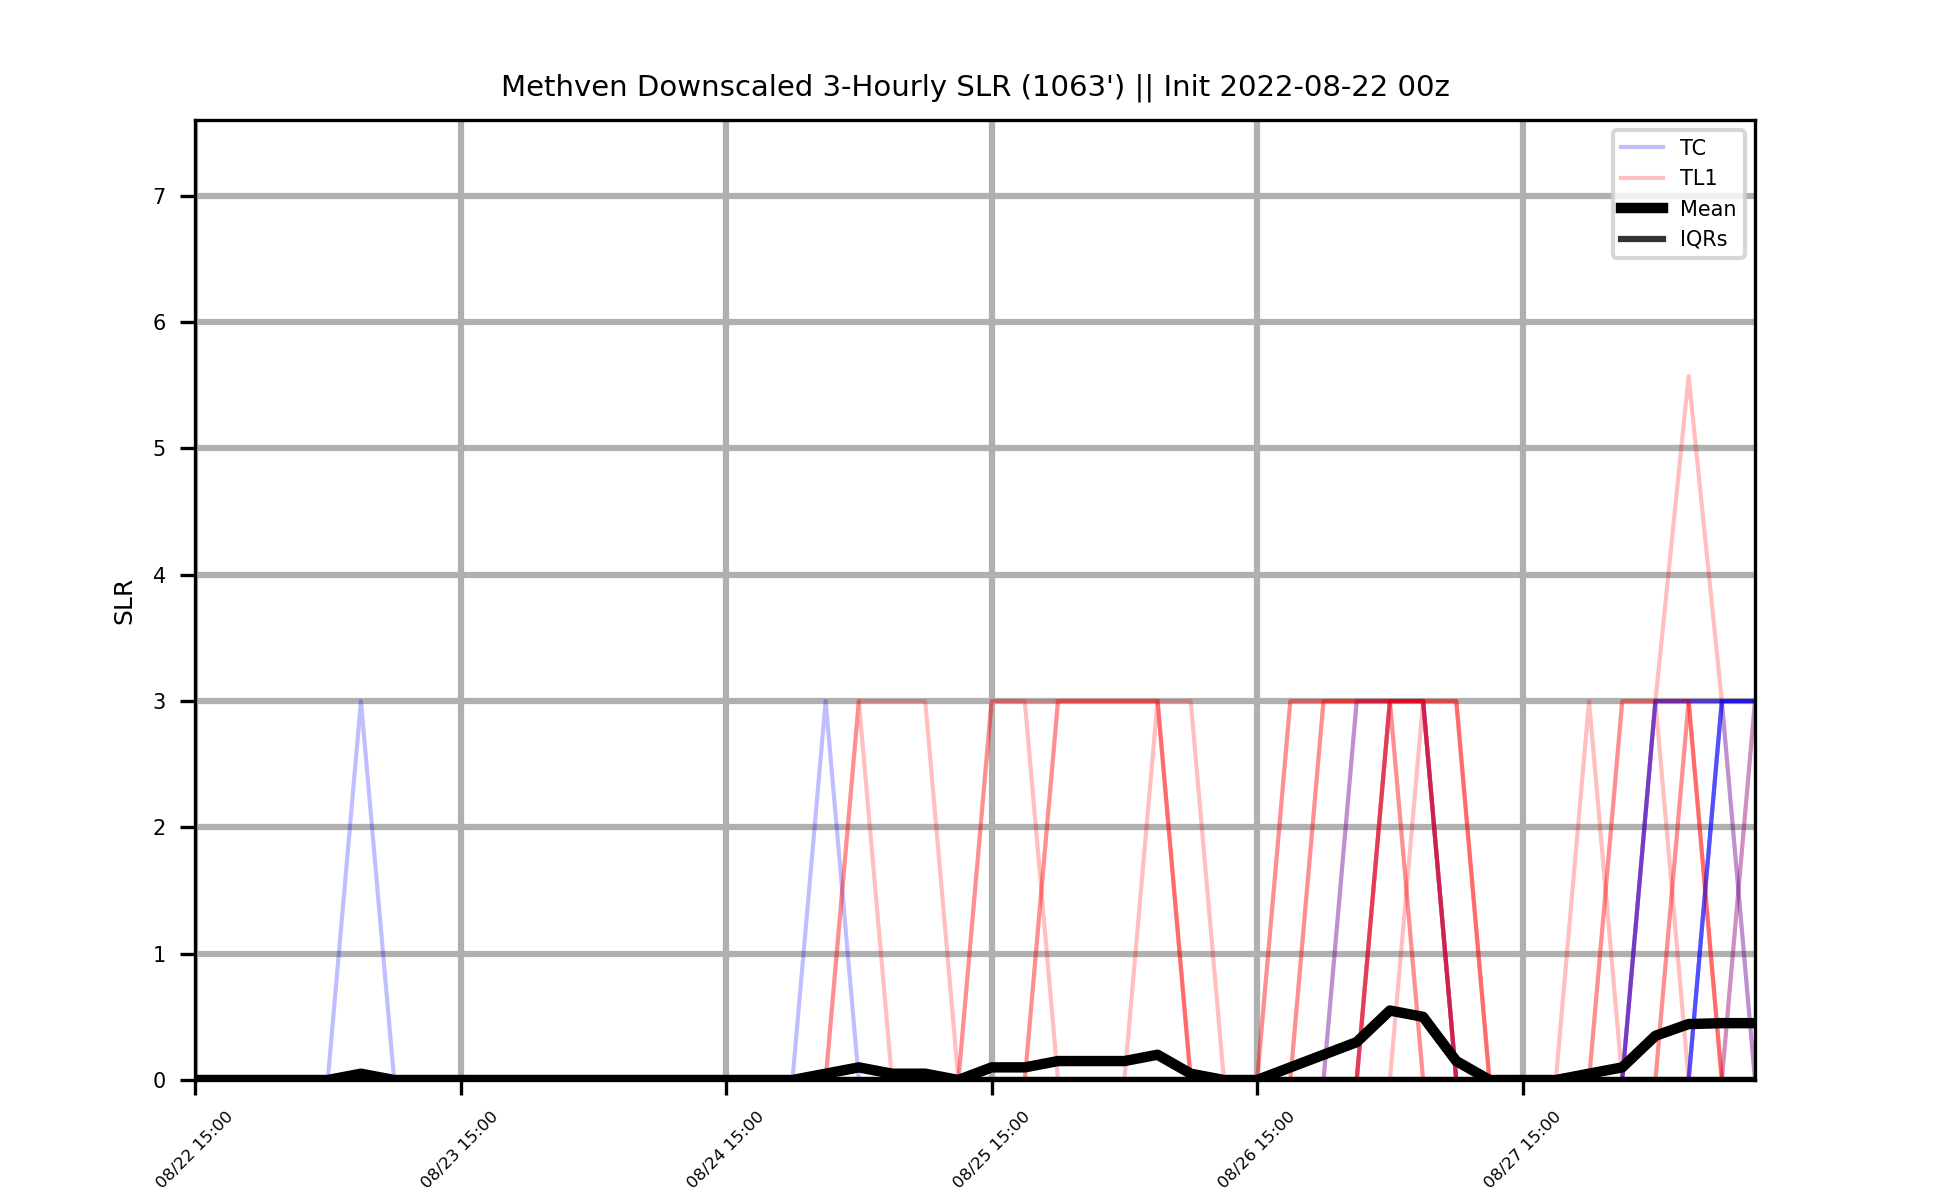 Methven Downscaled 3-Hourly SLR (1063') || Init 2022-08-22 00z
TC
TL1
Mean
IQRs
7
6
5
4
3
2
1
0
SLR
08/22 15:00
08/23 15:00
08/24 15:00
08/25 15:00
08/26 15:00
08/27 15:00